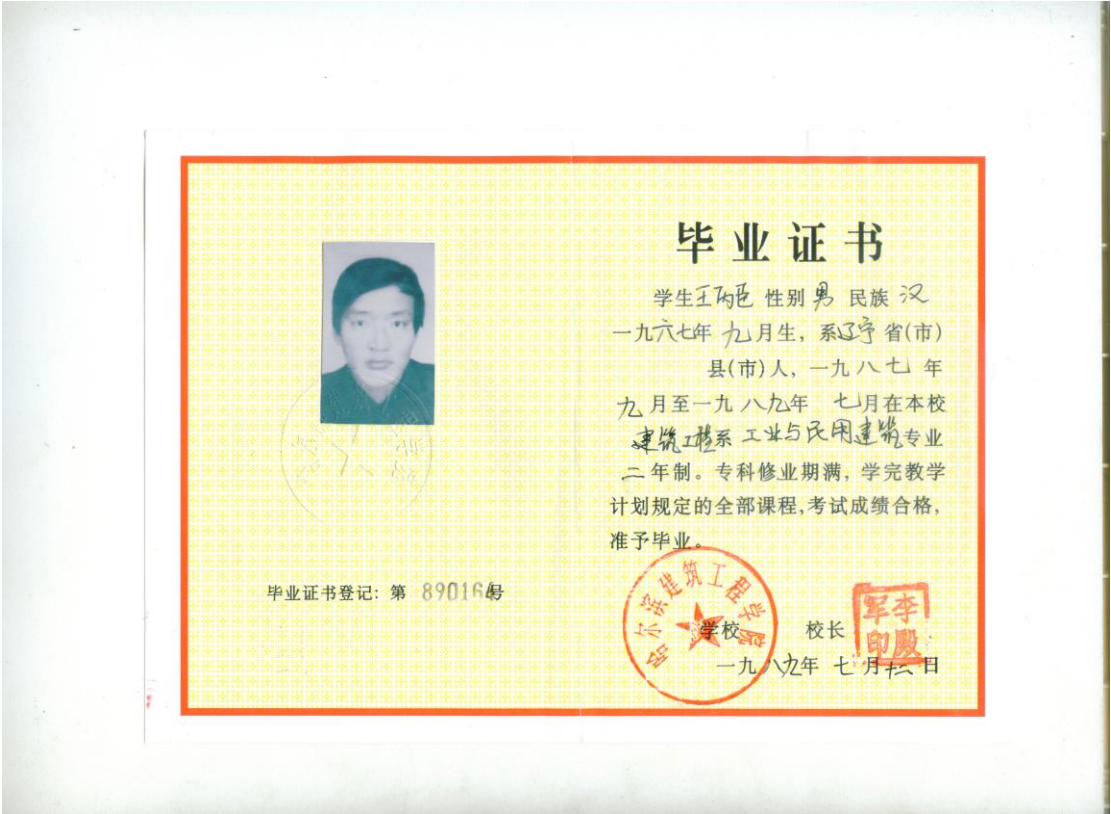 毕业证书
学生王丙臣 性别 男 民族 汉
一九六七年 九月生，系辽宁省(市)
县(市)人，一九八七年
九月至一九八九年 七月在本校
建筑工程系 工业与民用建筑专业
二年制。专科修业期满，学完教学
计划规定的全部课程,考试成绩合格，
准予毕业。
哈尔滨建筑工程学院
学校 校长
李殿军印
一九八九年 七月十二日
毕业证书登记：第 890164号